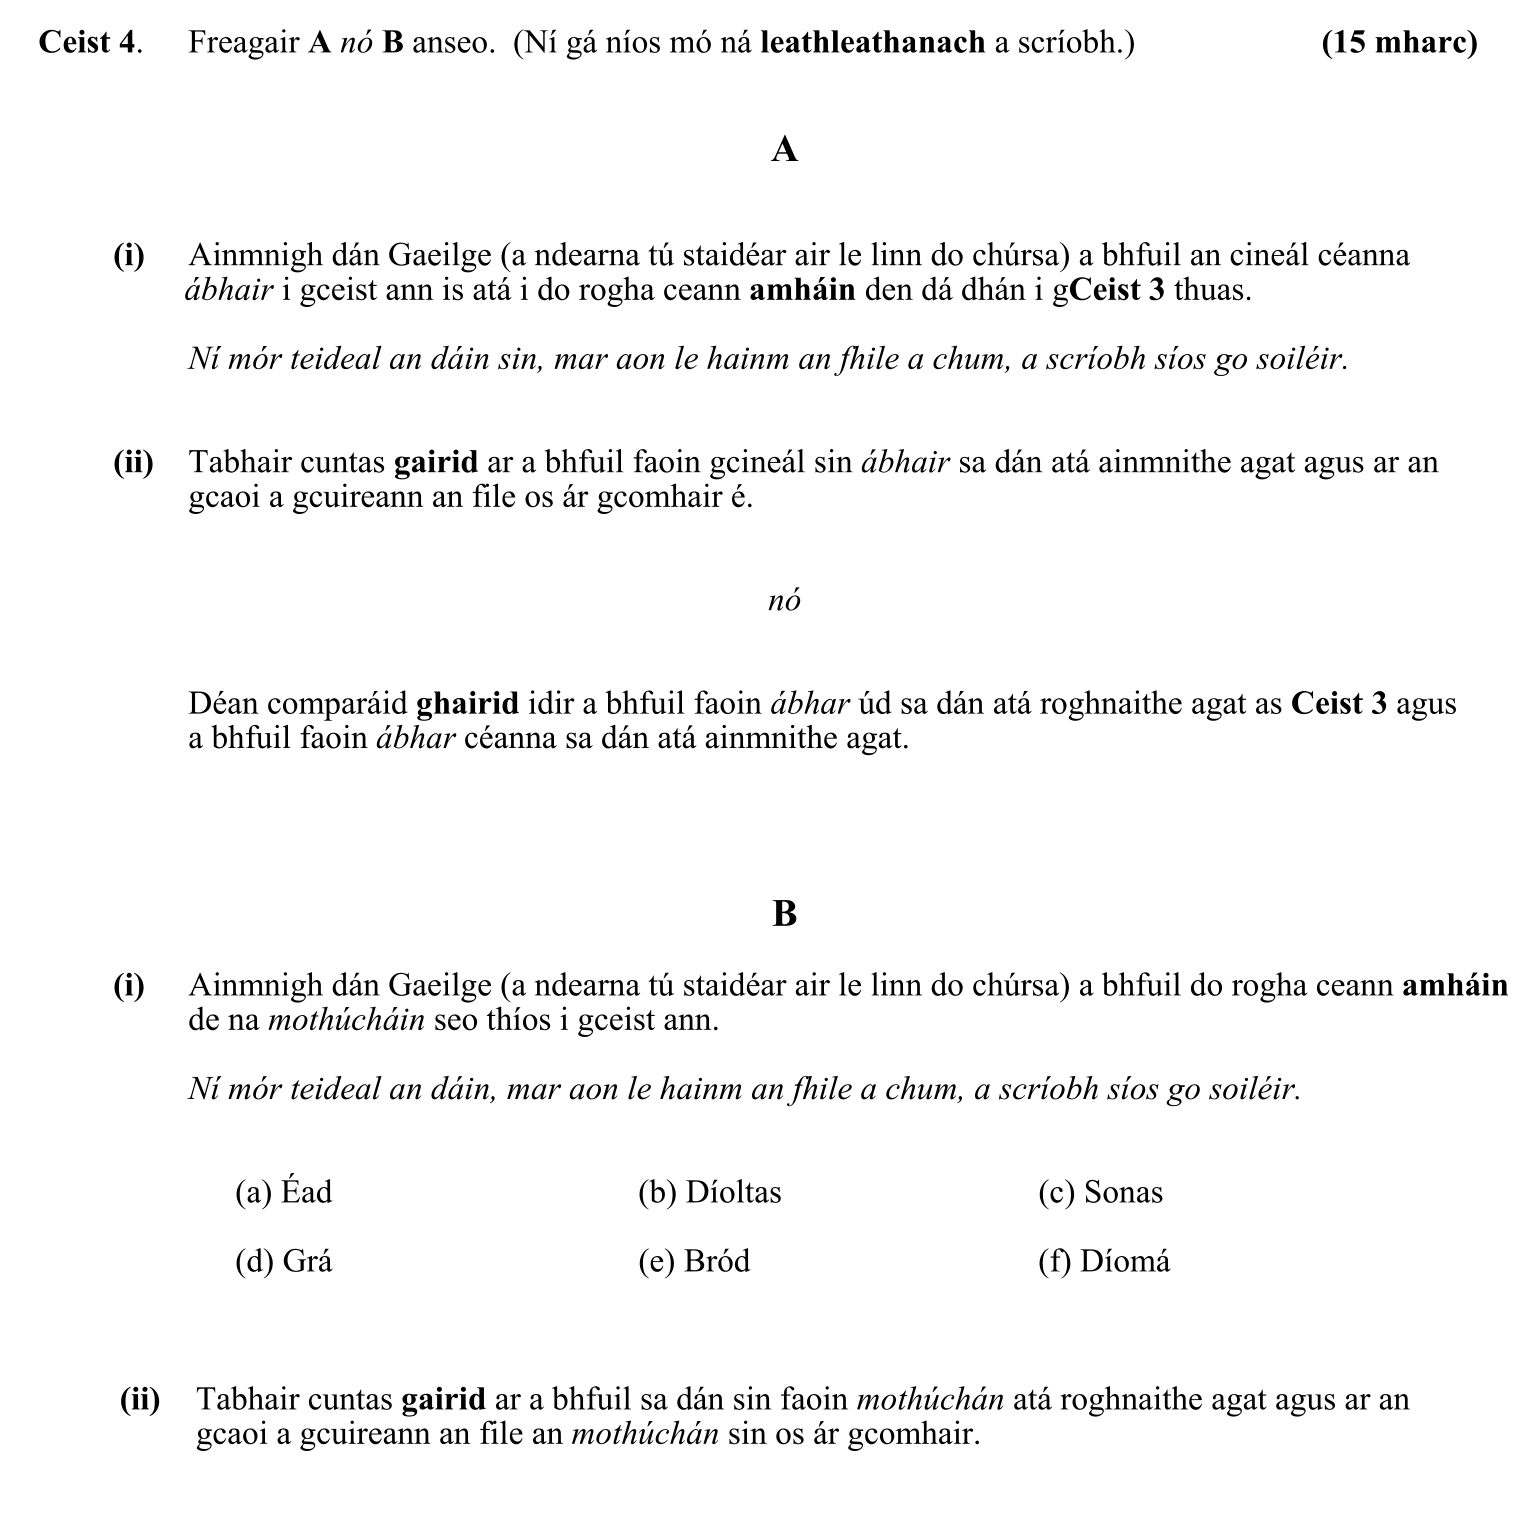 Ceist 4. Freagair A nó B anseo. (Ní gá níos mó ná leathleathanach a scríobh.) (15 mharc)
A
(i) Ainmnigh dán Gaeilge (a ndearna tú staidéar air le linn do chúrsa) a bhfuil an cineál céanna
ábhair i gceist ann is atá i do rogha ceann amháin den dá dhán i gCeist 3 thuas.
Ní mór teideal an dáin sin, mar aon le hainm an fhile a chum, a scríobh síos go soiléir.
(ii) Tabhair cuntas gairid ar a bhfuil faoin gcineál sin ábhair sa dán atá ainmnithe agat agus ar an
gcaoi a gcuireann an file os ár gcomhair é.
nó
Déan comparáid ghairid idir a bhfuil faoin ábhar úd sa dán atá roghnaithe agat as Ceist 3 agus
a bhfuil faoin ábhar céanna sa dán atá ainmnithe agat.
B
(i) Ainmnigh dán Gaeilge (a ndearna tú staidéar air le linn do chúrsa) a bhfuil do rogha ceann amháin
de na mothúcháin seo thíos i gceist ann.
Ní mór teideal an dáin, mar aon le hainm an fhile a chum, a scríobh síos go soiléir.
(a) Éad (b) Díoltas (c) Sonas
(d) Grá (e) Bród (f) Díomá
(ii) Tabhair cuntas gairid ar a bhfuil sa dán sin faoin mothúchán atá roghnaithe agat agus ar an
gcaoi a gcuireann an file an mothúchán sin os ár gcomhair.